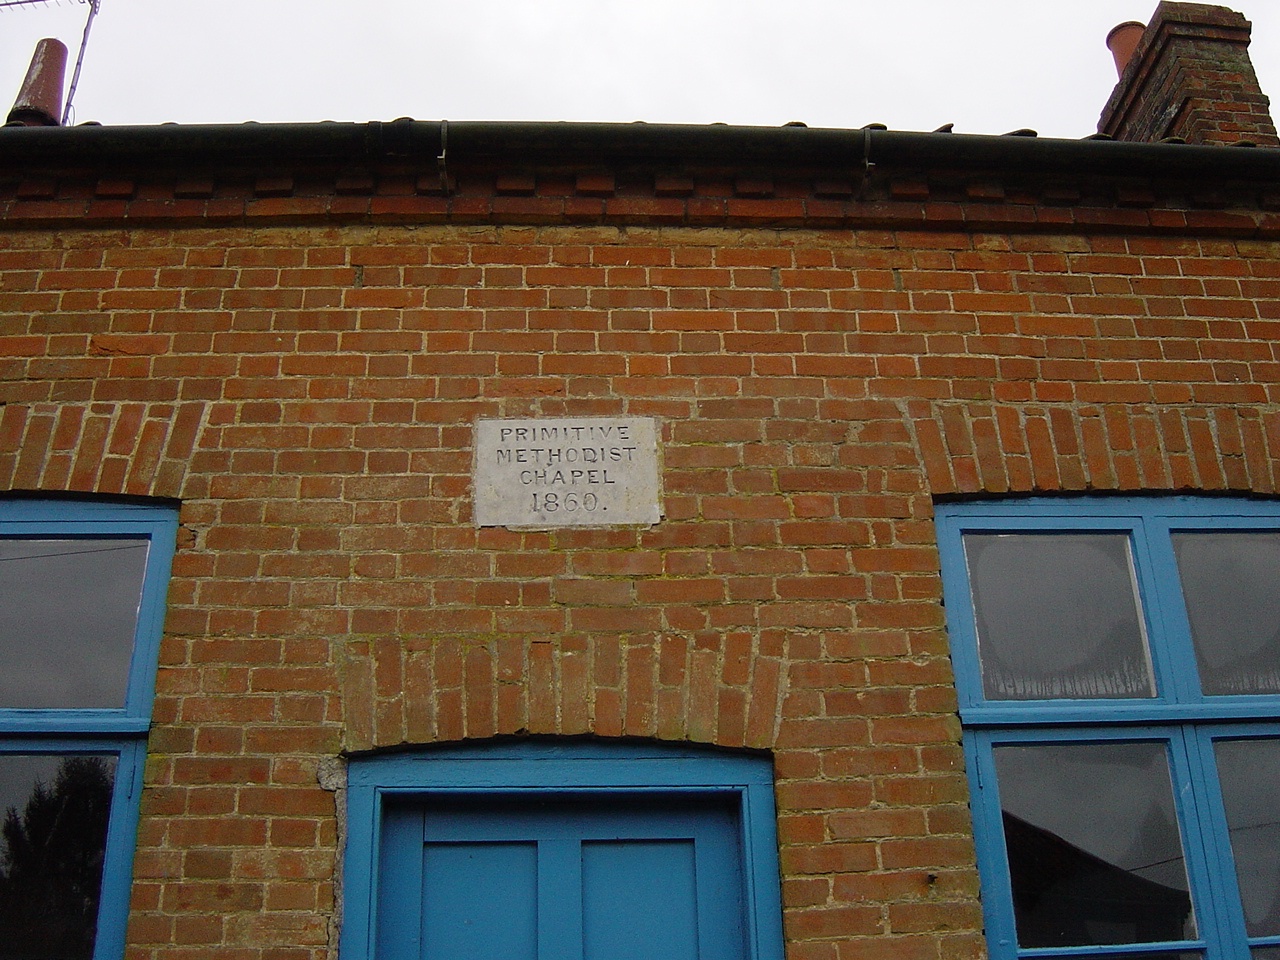 PRIMITIVE
METHODIST
CHAPEL
1860.